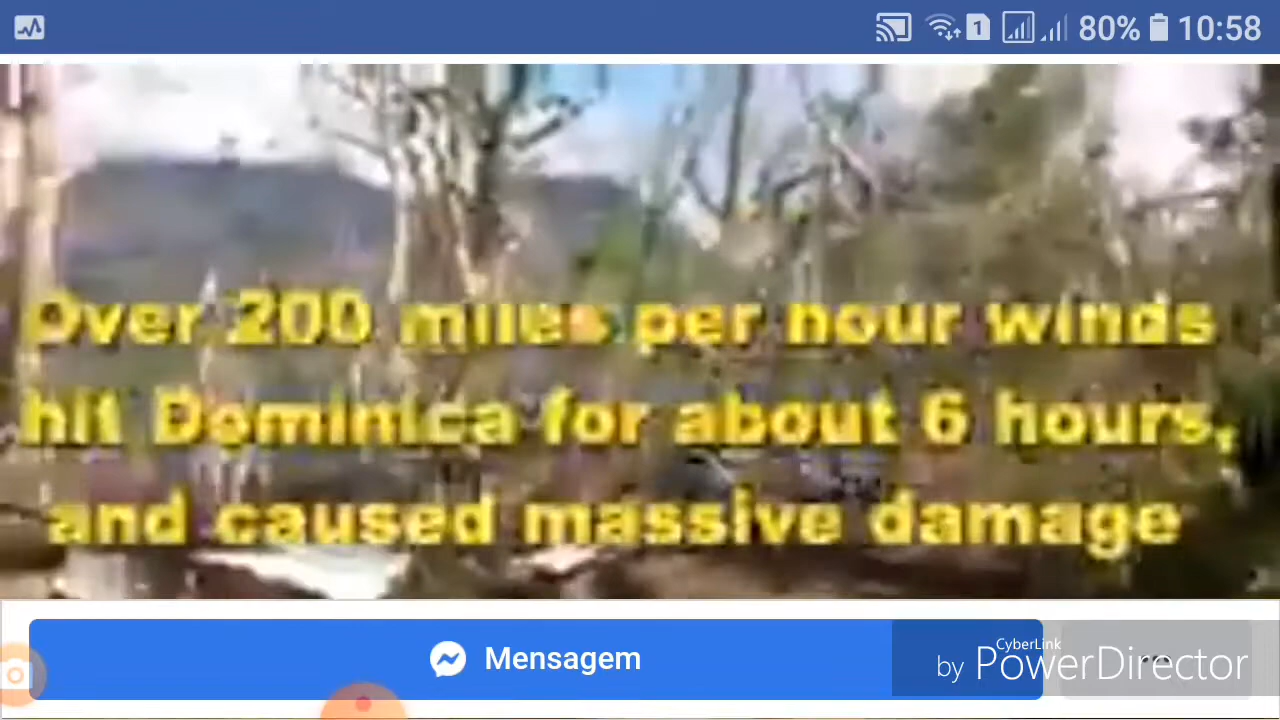 1 80% 10:58
Over 200 miles per hour winds
hit Dominica for about 6 hours,
and caused massive damage
Mensagem
CyberLink
by PowerDirector